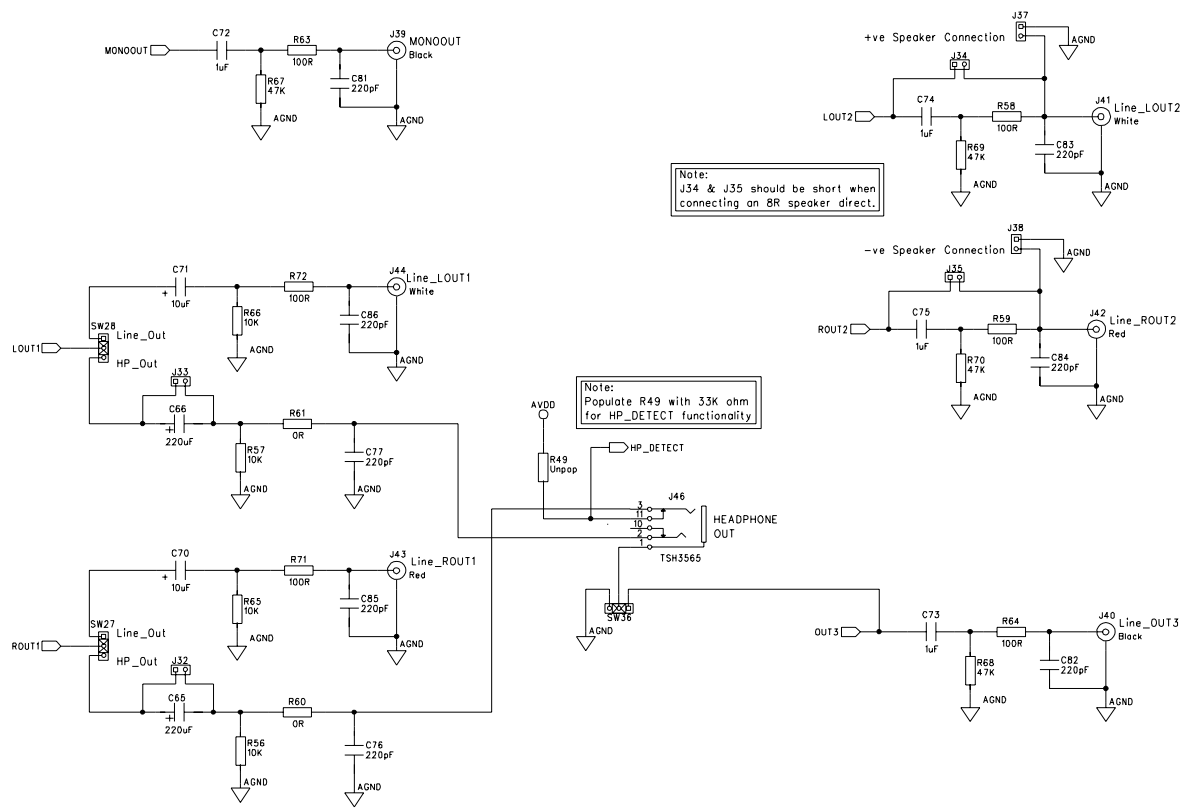 MONOOUT
C72
1uF
R63
100R
R67
47K
AGND
C81
220pF
J39
MONOOUT
Black
AGND
J37
+ve Speaker Connection
AGND
J34
LOUT2
C74
1uF
R58
100R
J41
Line_LOUT2
White
R69
47K
AGND
C83
220pF
AGND
Note:
J34 & J35 should be short when
connecting an 8R speaker direct.
J38
-ve Speaker Connection
AGND
J35
ROUT2
C75
1uF
R59
100R
J42
Line_ROUT2
Red
R70
47K
AGND
C84
220pF
AGND
C71
+
10uF
R72
100R
J44
Line_LOUT1
White
R66
10K
AGND
C86
220pF
AGND
SW28
Line_Out
LOUT1
HP_Out
J33
C66
+
220uF
R61
0R
R57
10K
AGND
C77
220pF
AGND
Note:
Populate R49 with 33K ohm
for HP_DETECT functionality
AVDD
R49
Unpop
HP_DETECT
J46
3
11
10
2
1
HEADPHONE
OUT
TSH3565
SW36
AGND
C70
+
10uF
R71
100R
J43
Line_ROUT1
Red
R65
10K
AGND
C85
220pF
AGND
SW27
Line_Out
ROUT1
HP_Out
J32
C65
+
220uF
R60
0R
R56
10K
AGND
C76
220pF
AGND
OUT3
C73
1uF
R64
100R
J40
Line_OUT3
Black
R68
47K
AGND
C82
220pF
AGND